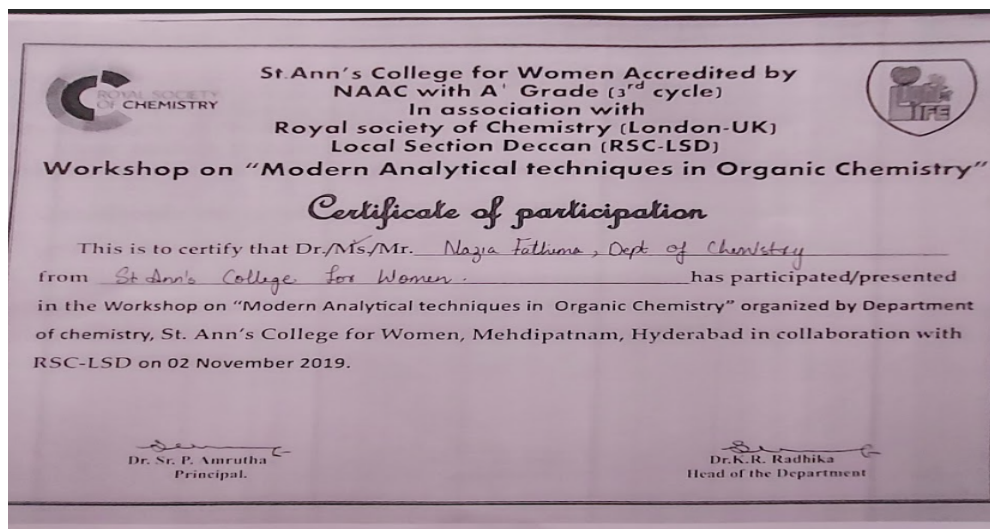 ROYAL SOCIETY
OF CHEMISTRY
St.Ann's College for Women Accredited by
NAAC with A+ Grade (3rd cycle)
In association with
Royal society of Chemistry (London-UK)
Local Section Deccan (RSC-LSD)
LIFE
Workshop on "Modern Analytical techniques in Organic Chemistry"
Certificate of participation
This is to certify that Dr./Ms./Mr. Nazia Fathima, Dept of Chemistry
from St Ann's College for Women. has participated/presented
in the Workshop on "Modern Analytical techniques in Organic Chemistry" organized by Department
of chemistry, St. Ann's College for Women, Mehdipatnam, Hyderabad in collaboration with
RSC-LSD on 02 November 2019.
Dr. Sr. P. Amrutha
Principal.
Dr.K.R. Radhika
Head of the Department